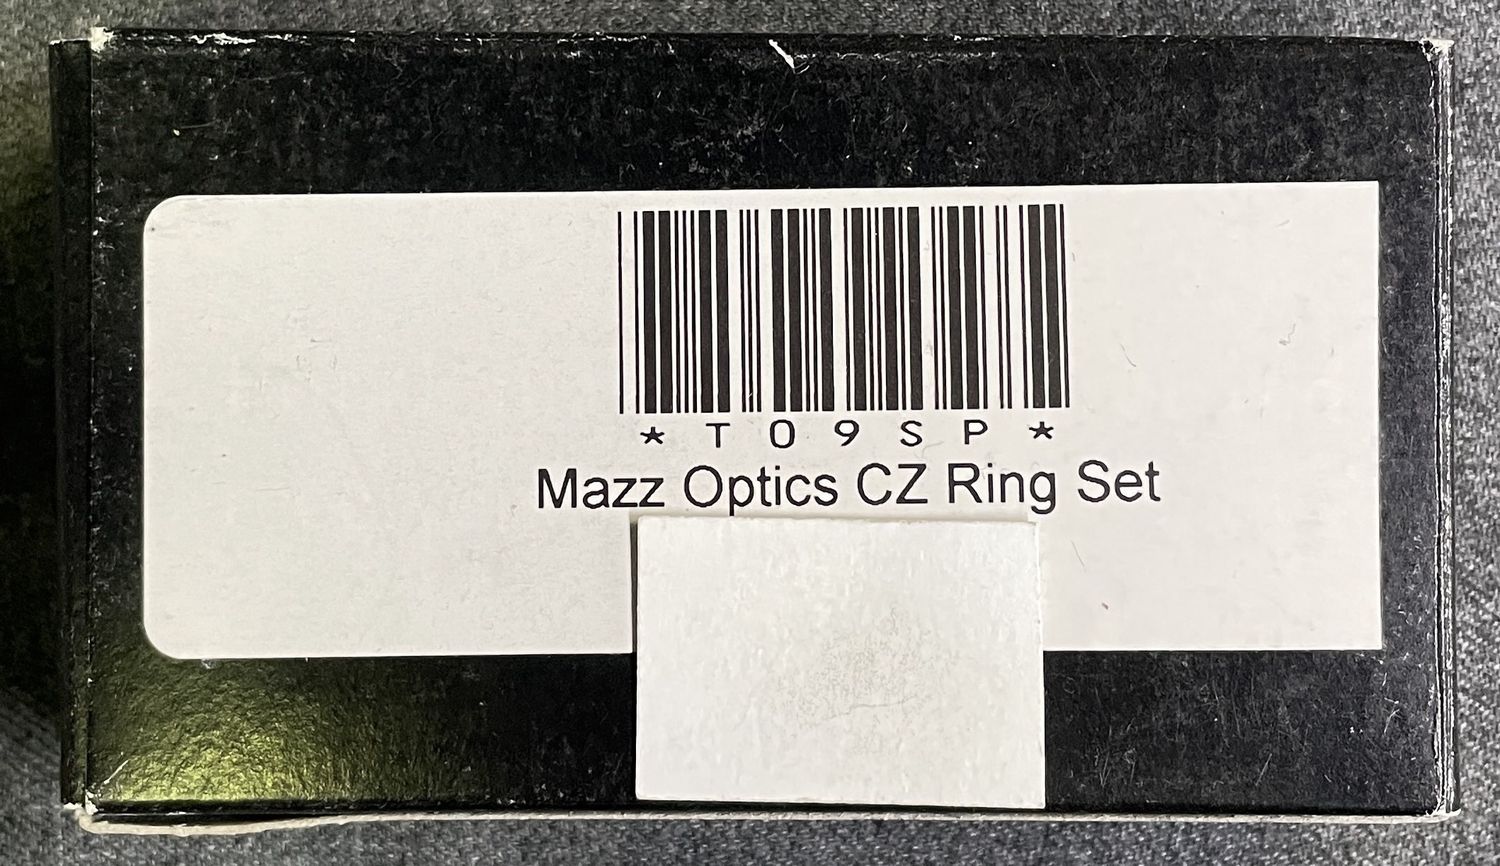 *T09SP*
Mazz Optics CZ Ring Set